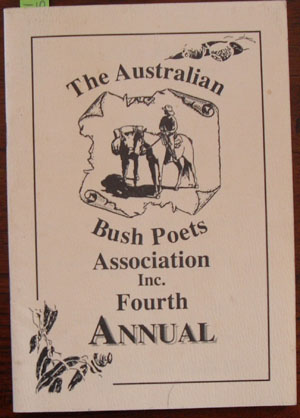 The Australian
Bush Poets
Association
Inc.
Fourth
ANNUAL